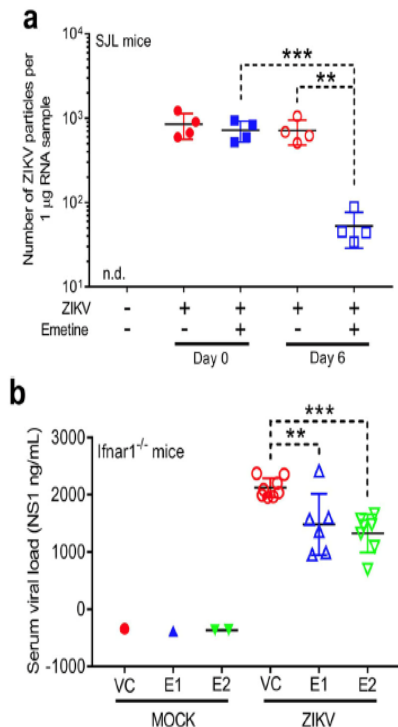 a
SJL mice
***
**
Number of ZIKV particles per
1 µg RNA sample
10⁴
10³
10²
10¹
n.d.
ZIKV - + + + +
Emetine - - + - +
Day 0 Day 6
b
Ifnar1-/- mice
***
**
Serum viral load (NS1 ng/mL)
3000
2000
1000
0
-1000
VC E1 E2 VC E1 E2
MOCK ZIKV